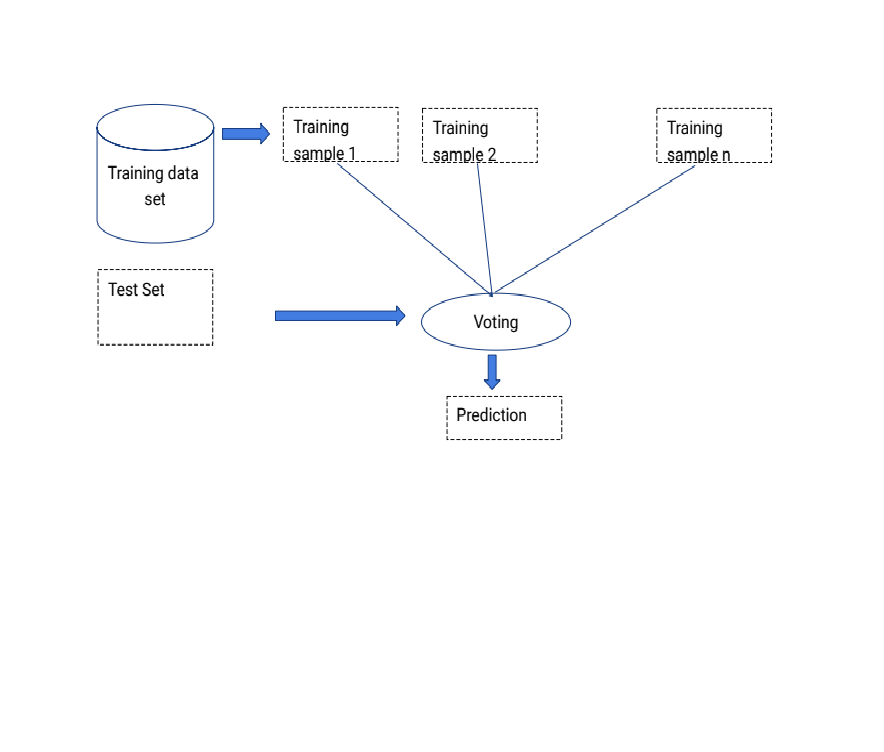 Training
sample 1
Training
sample 2
Training
sample n
Training data
set
Test Set
Voting
Prediction